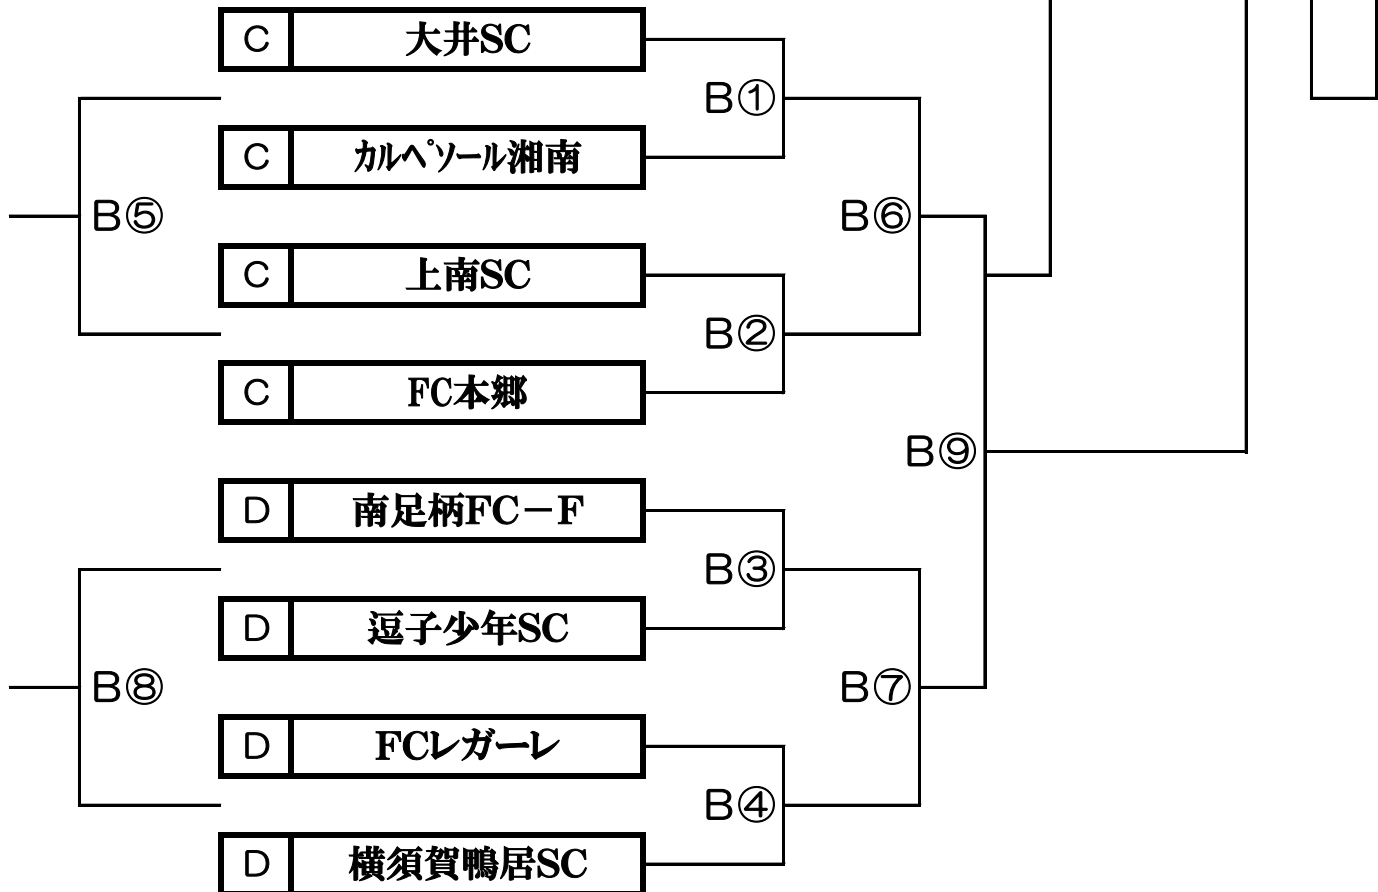 C 大井SC
B①
C カルペソール湘南
B⑤ B⑥
C 上南SC
B②
C FC本郷
B⑨
D 南足柄FC－F
B③
D 逗子少年SC
B⑧ B⑦
D FCレガーレ
B④
D 横須賀鴨居SC